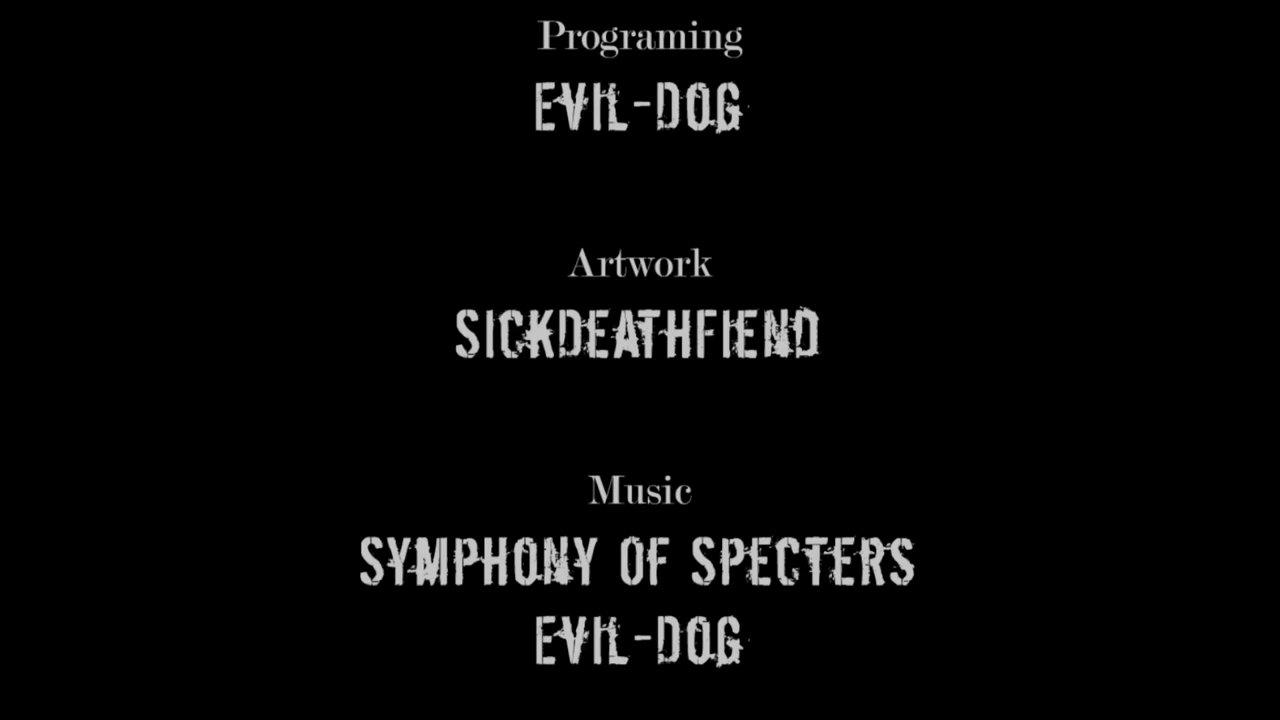 Programing
EVIL-DOG
Artwork
SICKDEATHFIEND
Music
SYMPHONY OF SPECTERS
EVIL-DOG